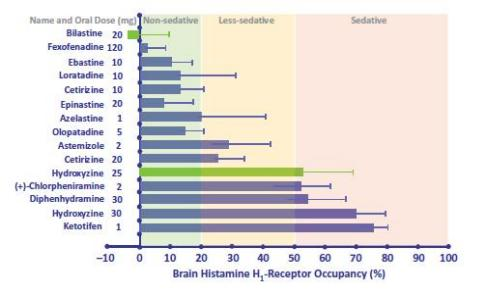 Name and Oral Dose (mg) Non-sedative Less-sedative Sedative
Bilastine 20
Fexofenadine 120
Ebastine 10
Loratadine 10
Cetirizine 10
Epinastine 20
Azelastine 1
Olopatadine 5
Astemizole 2
Cetirizine 20
Hydroxyzine 25
(+)-Chlorpheniramine 2
Diphenhydramine 30
Hydroxyzine 30
Ketotifen 1
−10 0 10 20 30 40 50 60 70 80 90 100
Brain Histamine H₁-Receptor Occupancy (%)